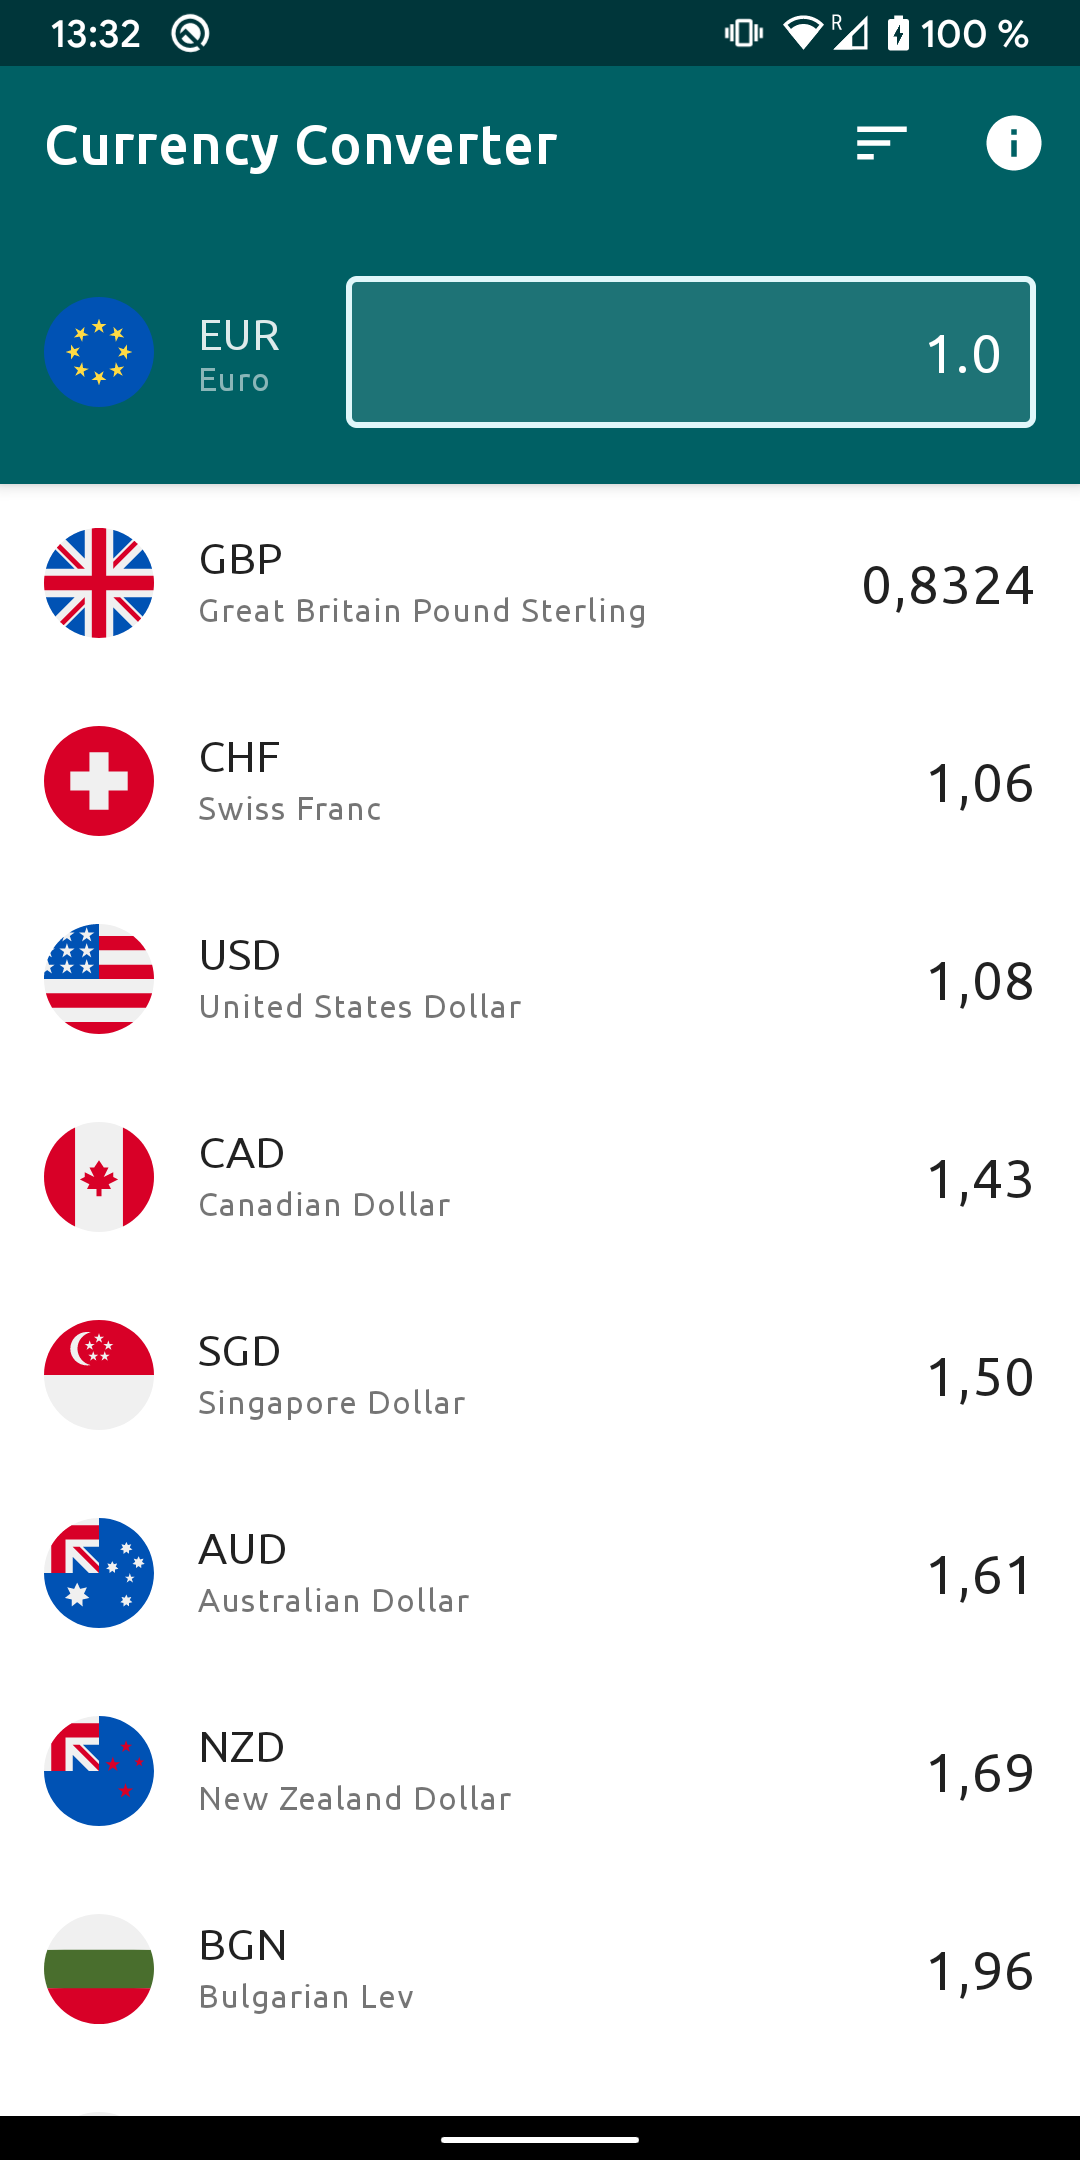 13:32 R 100 %
Currency Converter
EUR
Euro
1.0
GBP
Great Britain Pound Sterling
0,8324
CHF
Swiss Franc
1,06
USD
United States Dollar
1,08
CAD
Canadian Dollar
1,43
SGD
Singapore Dollar
1,50
AUD
Australian Dollar
1,61
NZD
New Zealand Dollar
1,69
BGN
Bulgarian Lev
1,96